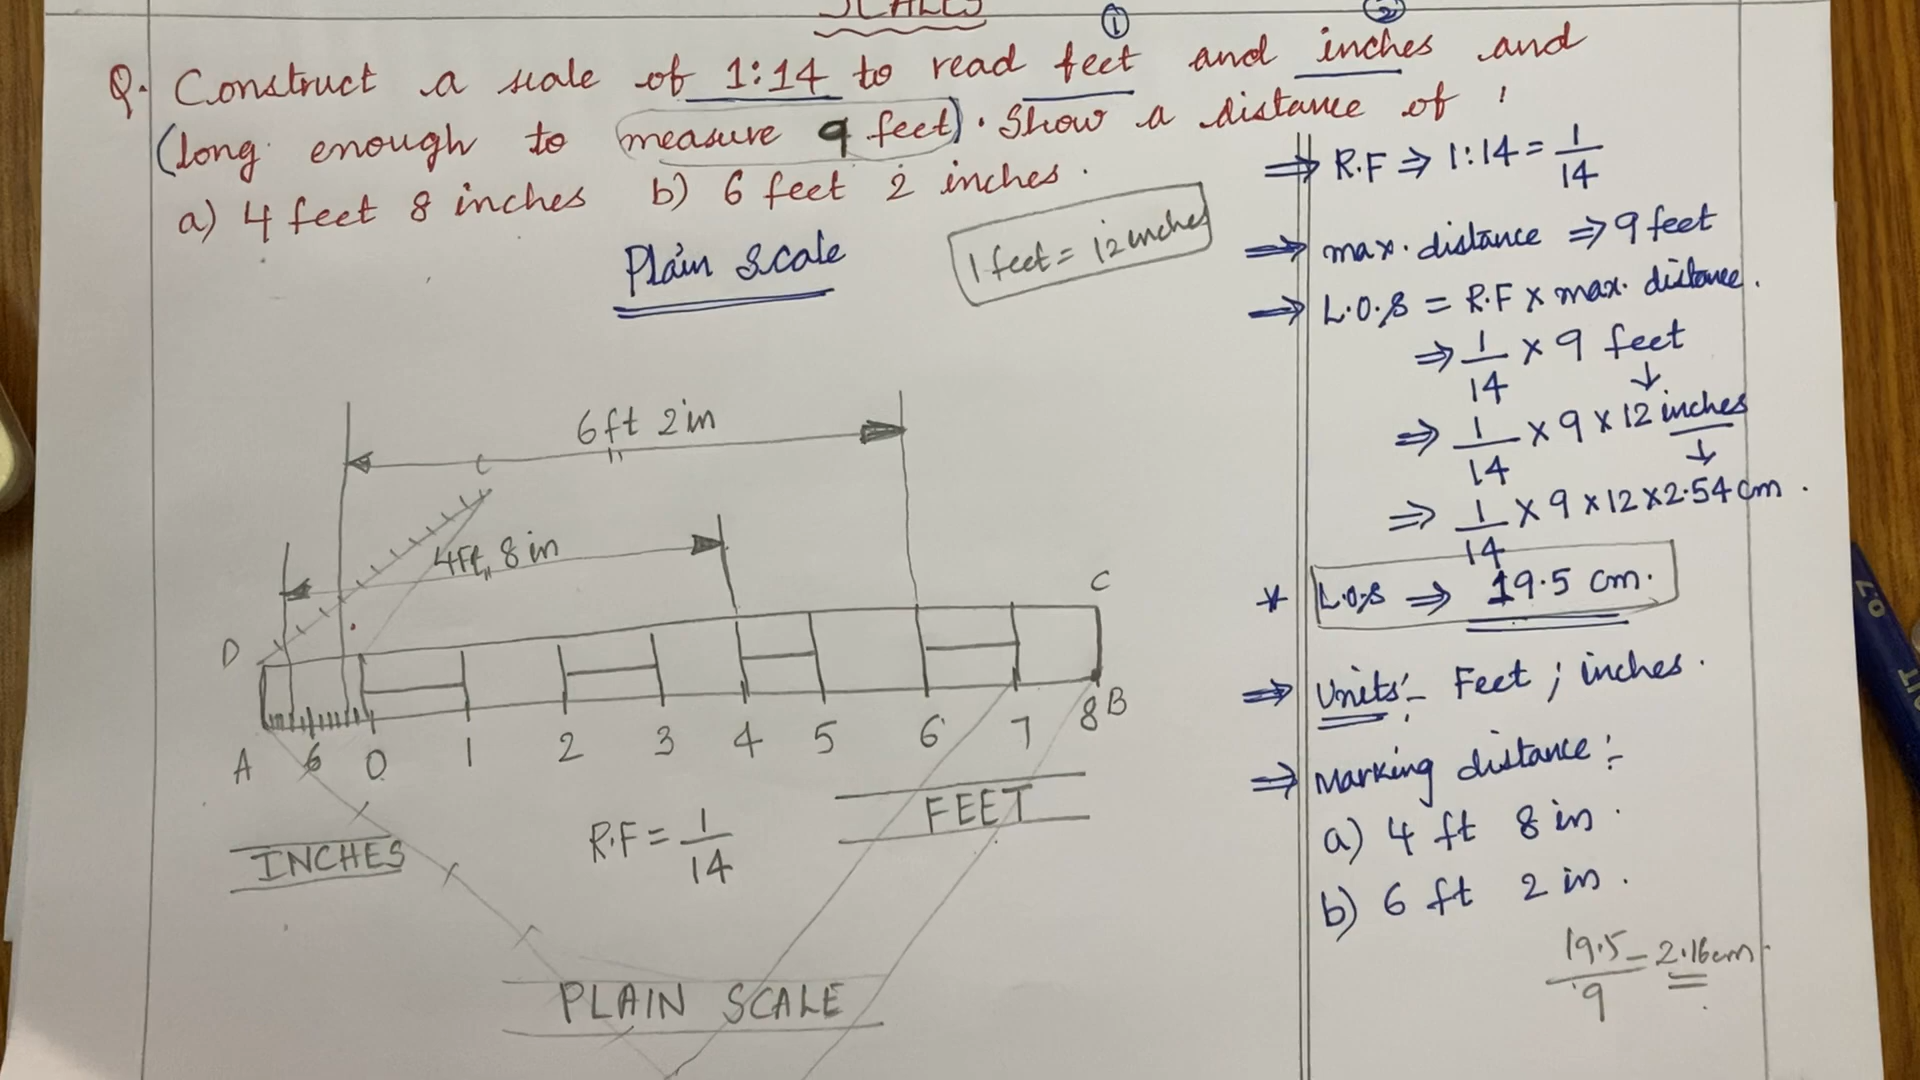 SCALES
① ②
Q. Construct a scale of 1:14 to read feet and inches and
(long enough to measure 9 feet). Show a distance of
a) 4 feet 8 inches b) 6 feet 2 inches.
Plain Scale
1 feet = 12 inches
⇒ R.F ⇒ 1:14 = 1/14
⇒ max. distance ⇒ 9 feet
⇒ L.O.S = R.F × max. distance.
⇒ 1/14 × 9 feet
↓
⇒ 1/14 × 9 × 12 inches
↓
⇒ 1/14 × 9 × 12 × 2.54 cm.
* L.O.S ⇒ 19.5 cm.
⇒ Units:- Feet ; inches.
⇒ Marking distance :-
a) 4 ft 8 in.
b) 6 ft 2 in.
19.5/9 = 2.16 cm.
6 ft 2 in
C
4 Ft, 8 in
D C
A 6 0 1 2 3 4 5 6 7 8 B
INCHES
R.F = 1/14
FEET
PLAIN SCALE